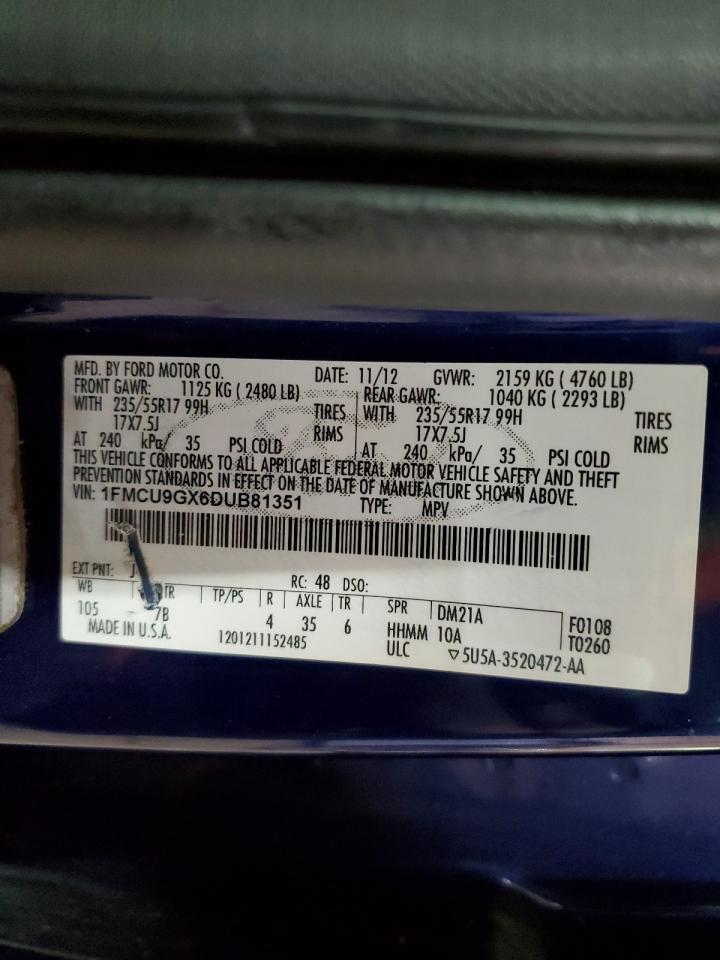 MFD. BY FORD MOTOR CO. DATE: 11/12 GVWR: 2159 KG ( 4760 LB)
FRONT GAWR: 1125 KG ( 2480 LB) REAR GAWR: 1040 KG ( 2293 LB)
WITH 235/55R17 99H TIRES WITH 235/55R17 99H TIRES
17X7.5J RIMS 17X7.5J RIMS
AT 240 kPa/ 35 PSI COLD AT 240 kPa/ 35 PSI COLD
THIS VEHICLE CONFORMS TO ALL APPLICABLE FEDERAL MOTOR VEHICLE SAFETY AND THEFT
PREVENTION STANDARDS IN EFFECT ON THE DATE OF MANUFACTURE SHOWN ABOVE.
VIN: 1FMCU9GX6DUB81351 TYPE: MPV
EXT PNT: RC: 48 DSO:
WB TR TP/PS R AXLE TR SPR DM21A F0108
105 7B 4 35 6 HHMM 10A T0260
MADE IN U.S.A. 1201211152485 ULC ▽5U5A-3520472-AA